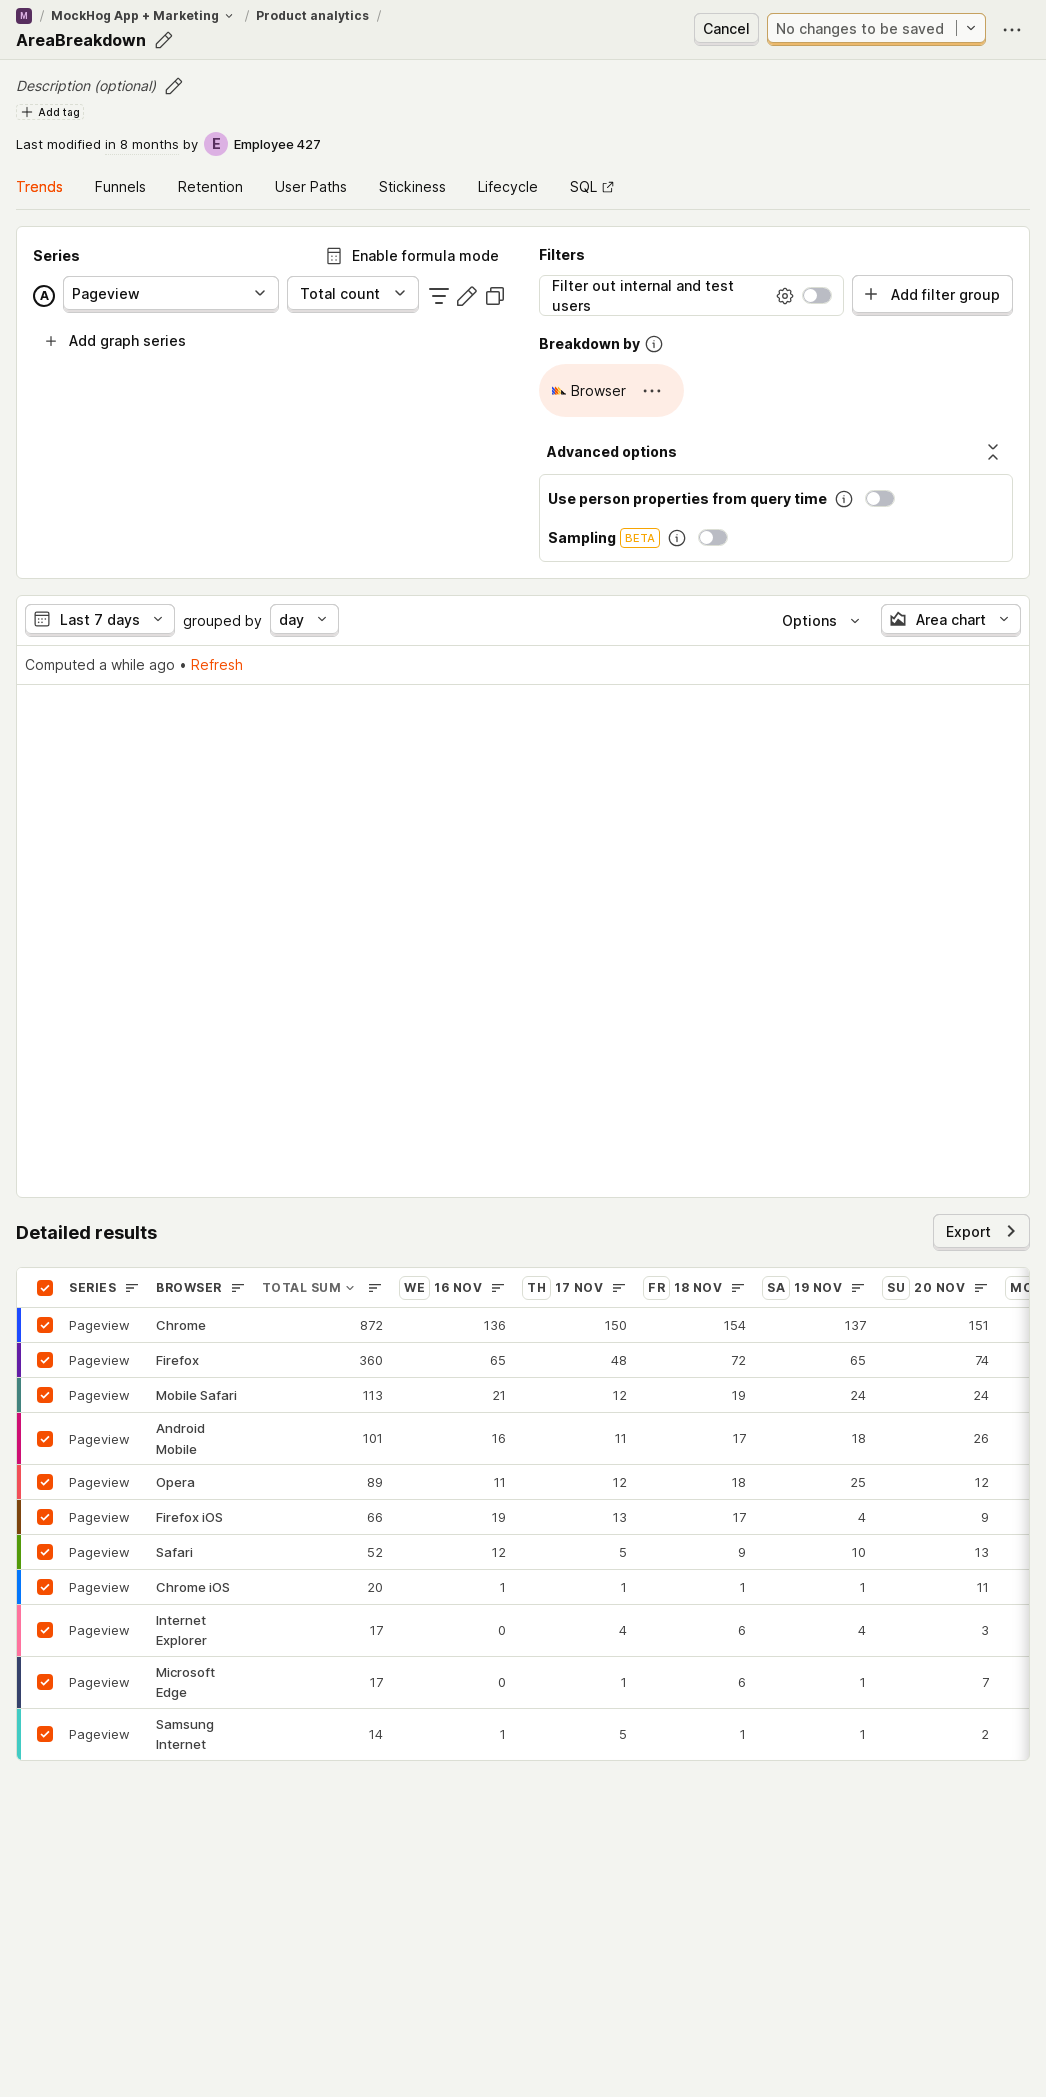 M / MockHog App + Marketing / Product analytics /
AreaBreakdown
Cancel
No changes to be saved
Description (optional)
Add tag
Last modified in 8 months by E Employee 427
Trends Funnels Retention User Paths Stickiness Lifecycle SQL
Series
Enable formula mode
A Pageview Total count
Add graph series
Filters
Filter out internal and test
users
Add filter group
Breakdown by
Browser
Advanced options
Use person properties from query time
Sampling BETA
Last 7 days grouped by day Options Area chart
Computed a while ago • Refresh
Detailed results
Export
SERIES BROWSER TOTAL SUM WE 16 NOV TH 17 NOV FR 18 NOV SA 19 NOV SU 20 NOV MO
Pageview Chrome 872 136 150 154 137 151
Pageview Firefox 360 65 48 72 65 74
Pageview Mobile Safari 113 21 12 19 24 24
Pageview Android Mobile 101 16 11 17 18 26
Pageview Opera 89 11 12 18 25 12
Pageview Firefox iOS 66 19 13 17 4 9
Pageview Safari 52 12 5 9 10 13
Pageview Chrome iOS 20 1 1 1 1 11
Pageview Internet Explorer 17 0 4 6 4 3
Pageview Microsoft Edge 17 0 1 6 1 7
Pageview Samsung Internet 14 1 5 1 1 2